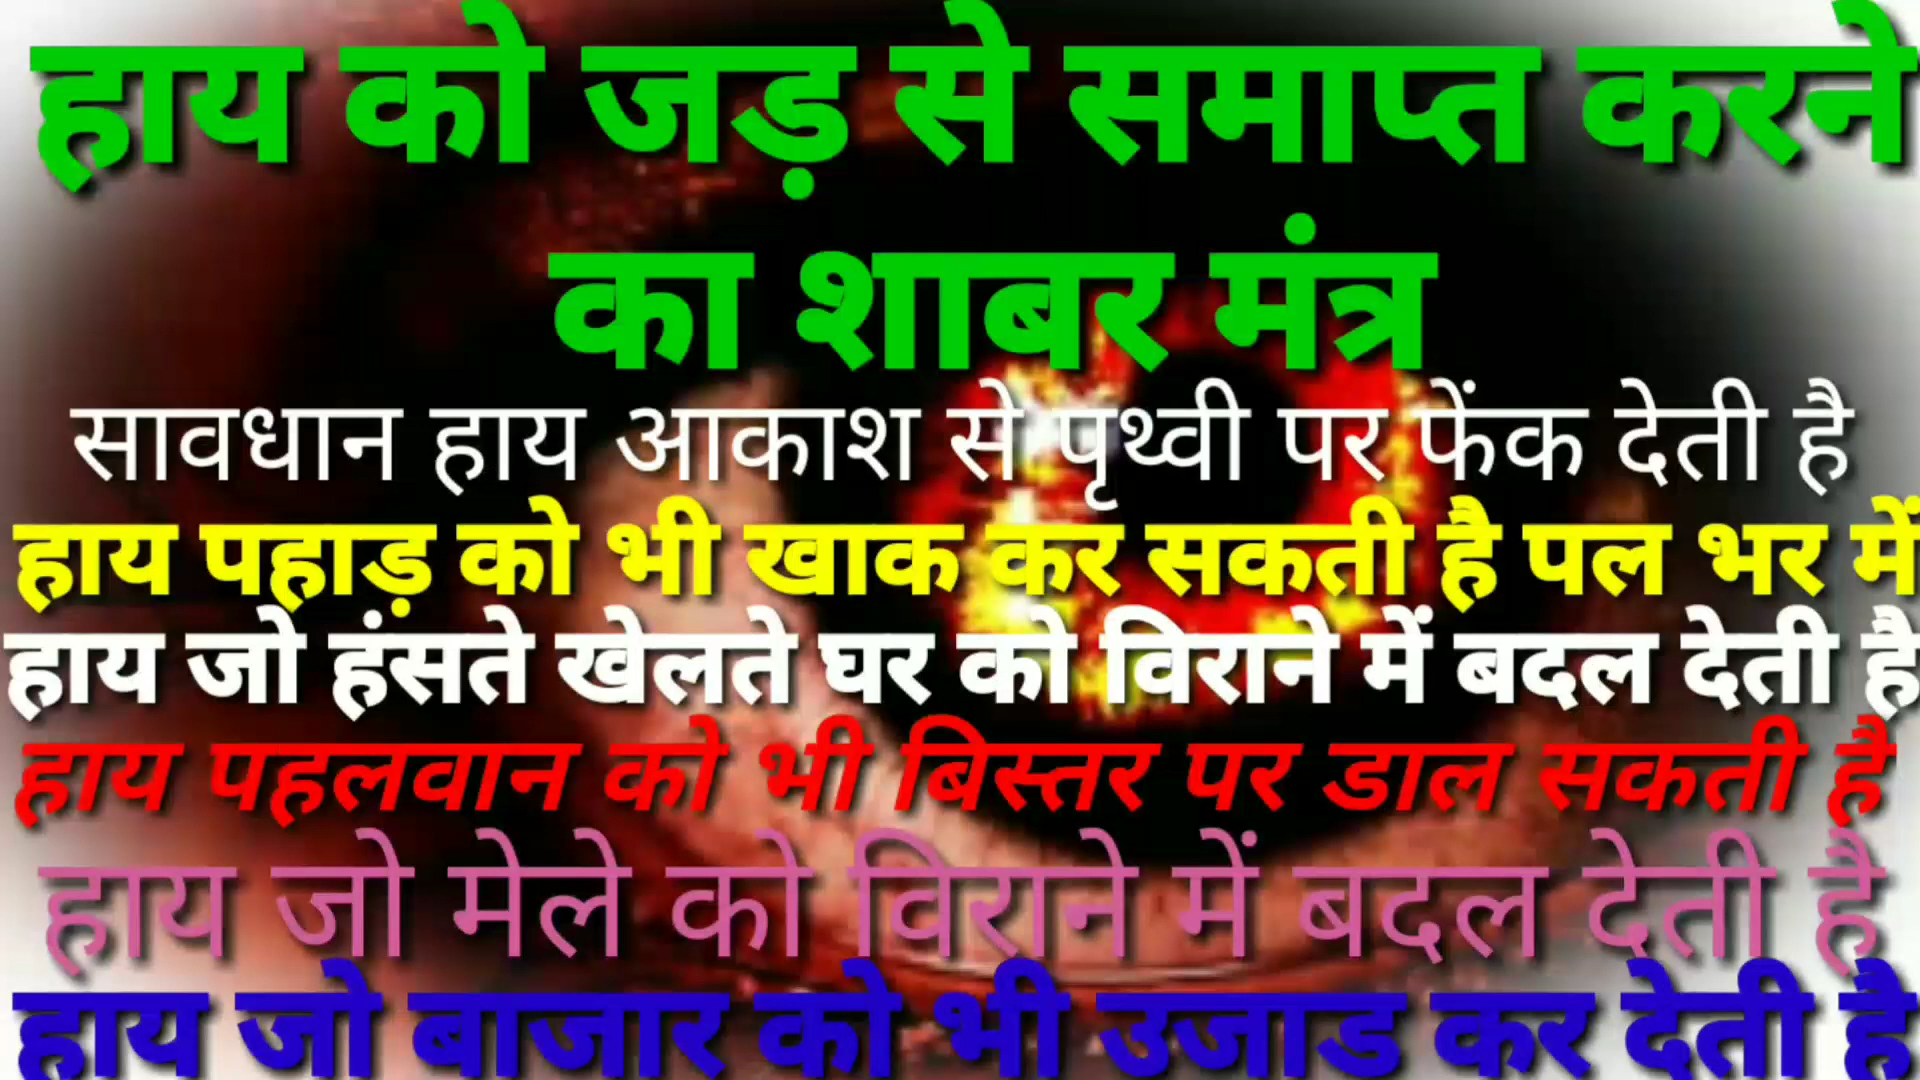 हाय को जड़ से समाप्त करने
का शाबर मंत्र
सावधान हाय आकाश से पृथ्वी पर फेंक देती है
हाय पहाड़ को भी खाक कर सकती है पल भर में
हाय जो हंसते खेलते घर को विराने में बदल देती है
हाय पहलवान को भी बिस्तर पर डाल सकती है
हाय जो मेले को विराने में बदल देती है
हाय जो बाजार को भी उजाड कर देती है